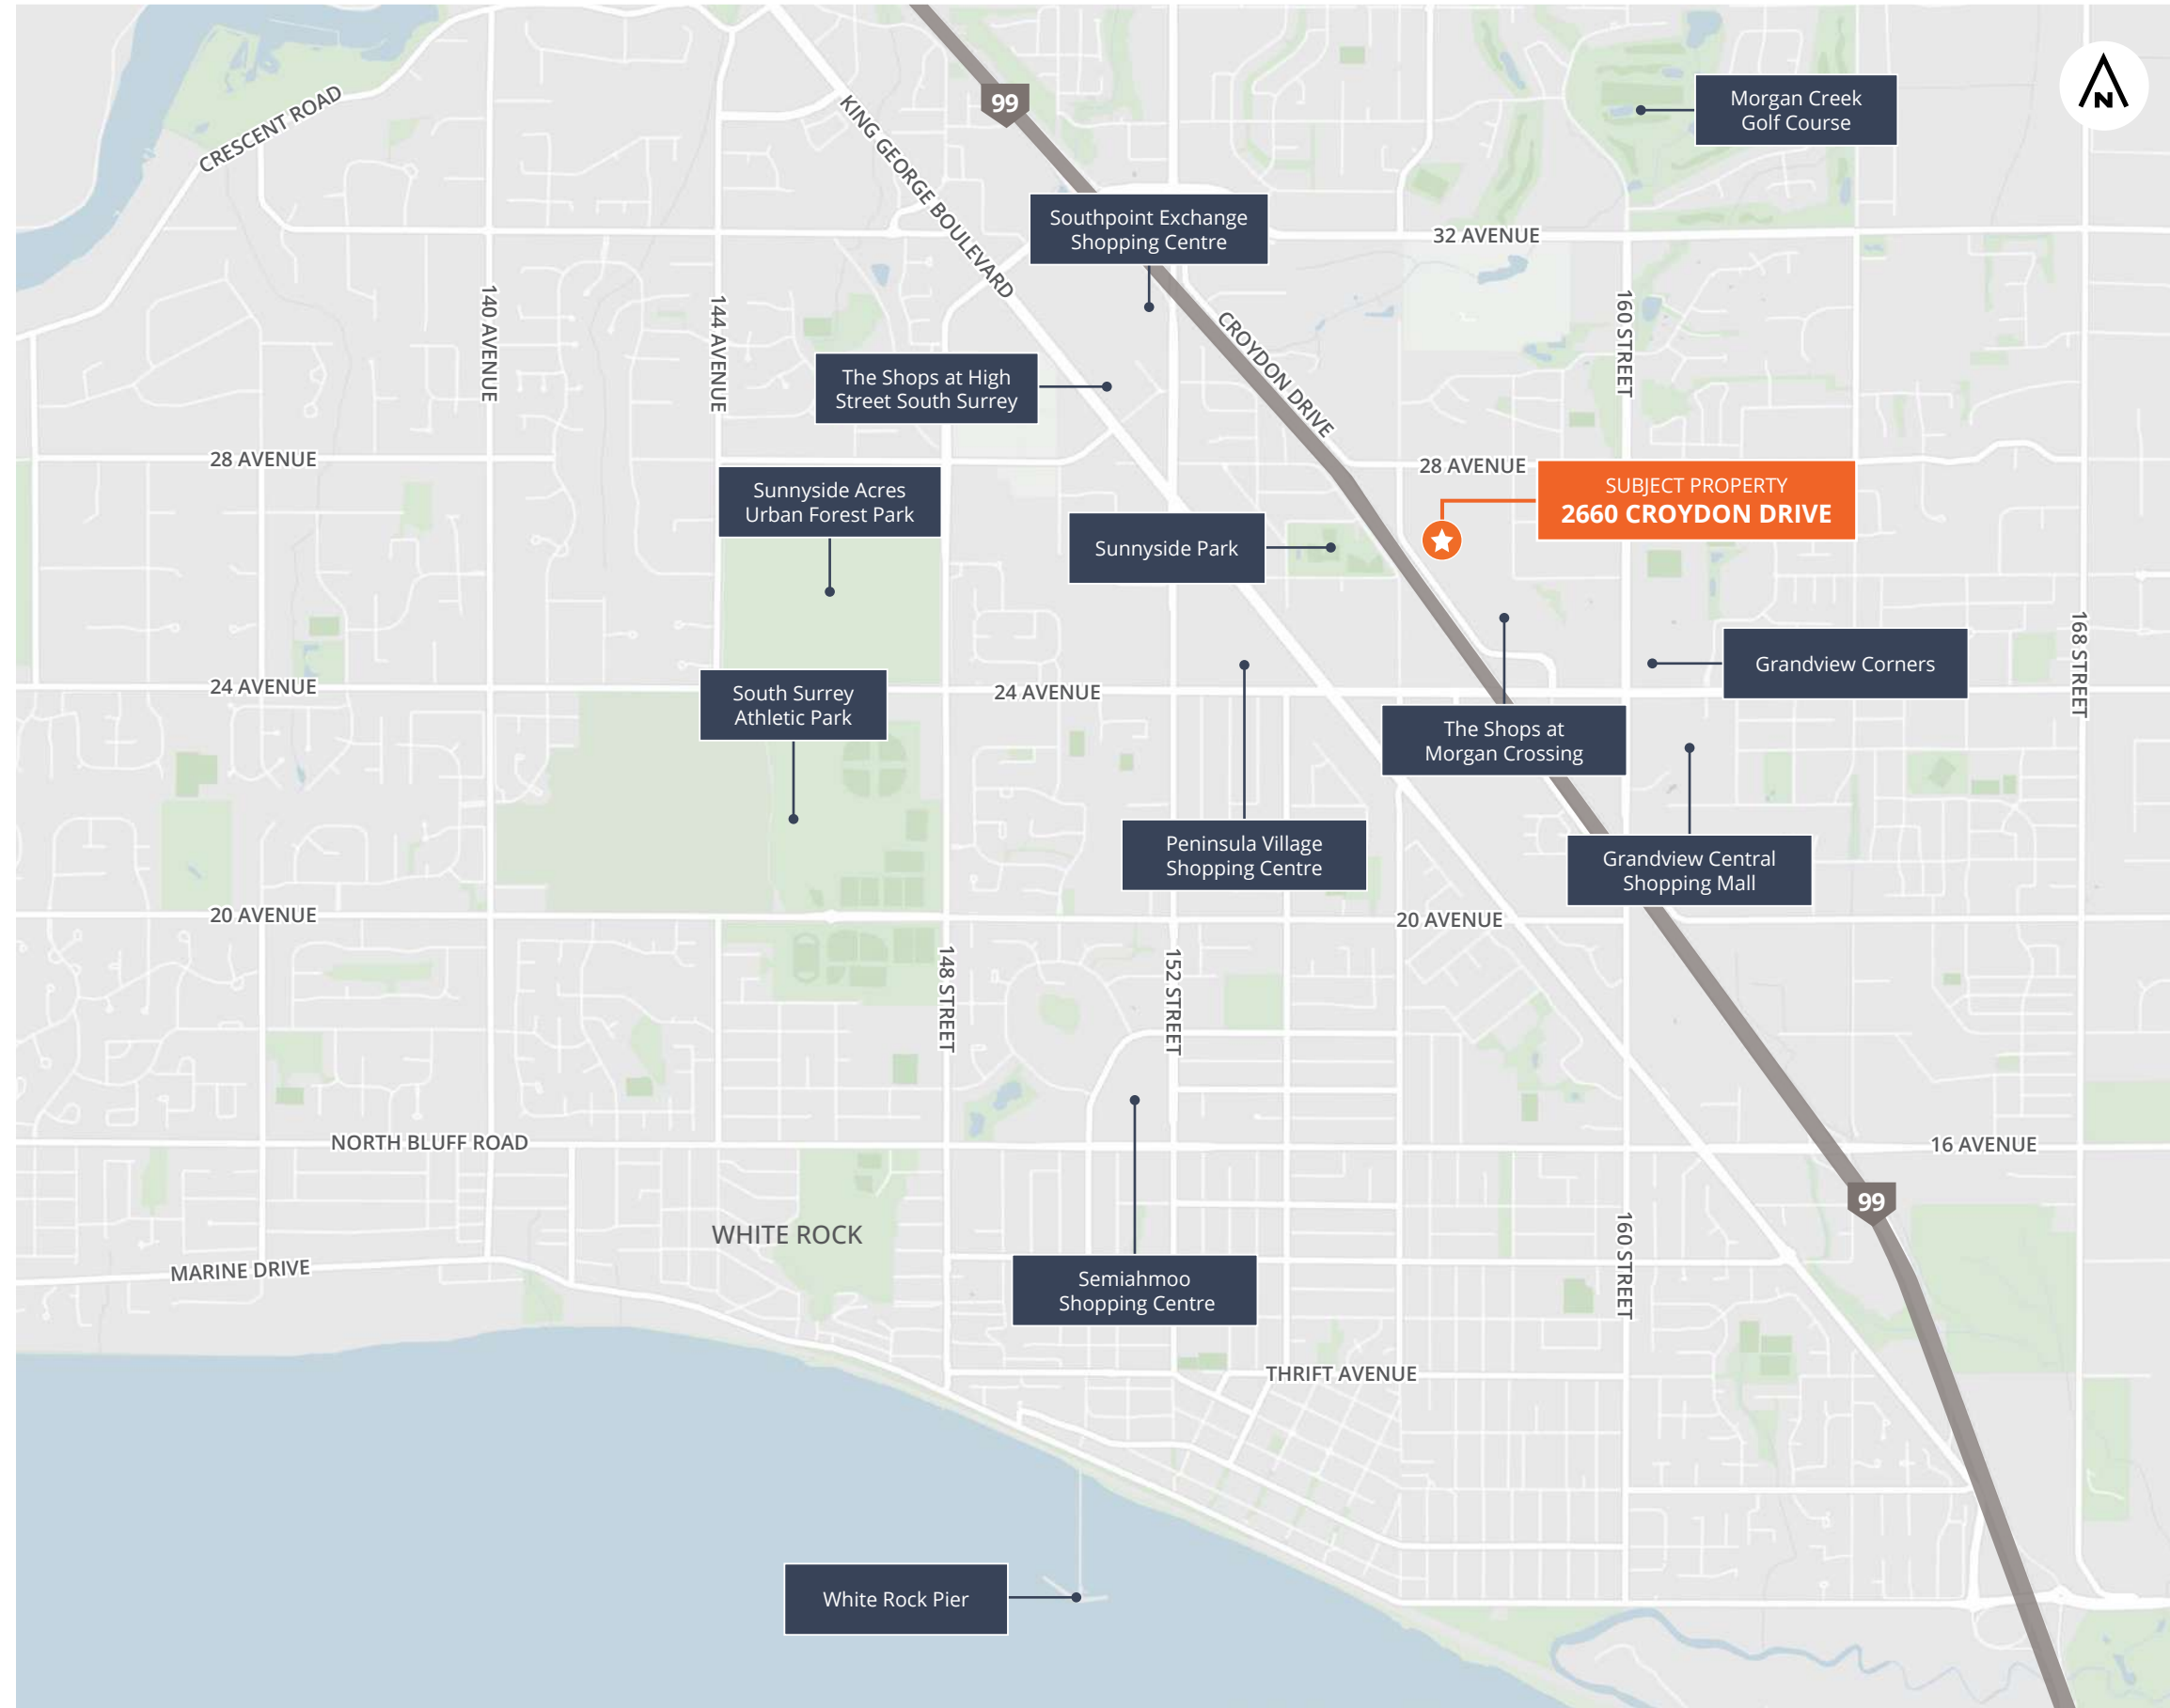 99
Morgan Creek
Golf Course
N
CRESCENT ROAD
KING GEORGE BOULEVARD
Southpoint Exchange
Shopping Centre
32 AVENUE
140 AVENUE
144 AVENUE
160 STREET
CROYDON DRIVE
The Shops at High
Street South Surrey
28 AVENUE
28 AVENUE
SUBJECT PROPERTY
2660 CROYDON DRIVE
Sunnyside Acres
Urban Forest Park
Sunnyside Park
168 STREET
Grandview Corners
24 AVENUE
24 AVENUE
South Surrey
Athletic Park
The Shops at
Morgan Crossing
Peninsula Village
Shopping Centre
Grandview Central
Shopping Mall
20 AVENUE
20 AVENUE
148 STREET
152 STREET
NORTH BLUFF ROAD
16 AVENUE
99
WHITE ROCK
160 STREET
MARINE DRIVE
Semiahmoo
Shopping Centre
THRIFT AVENUE
White Rock Pier